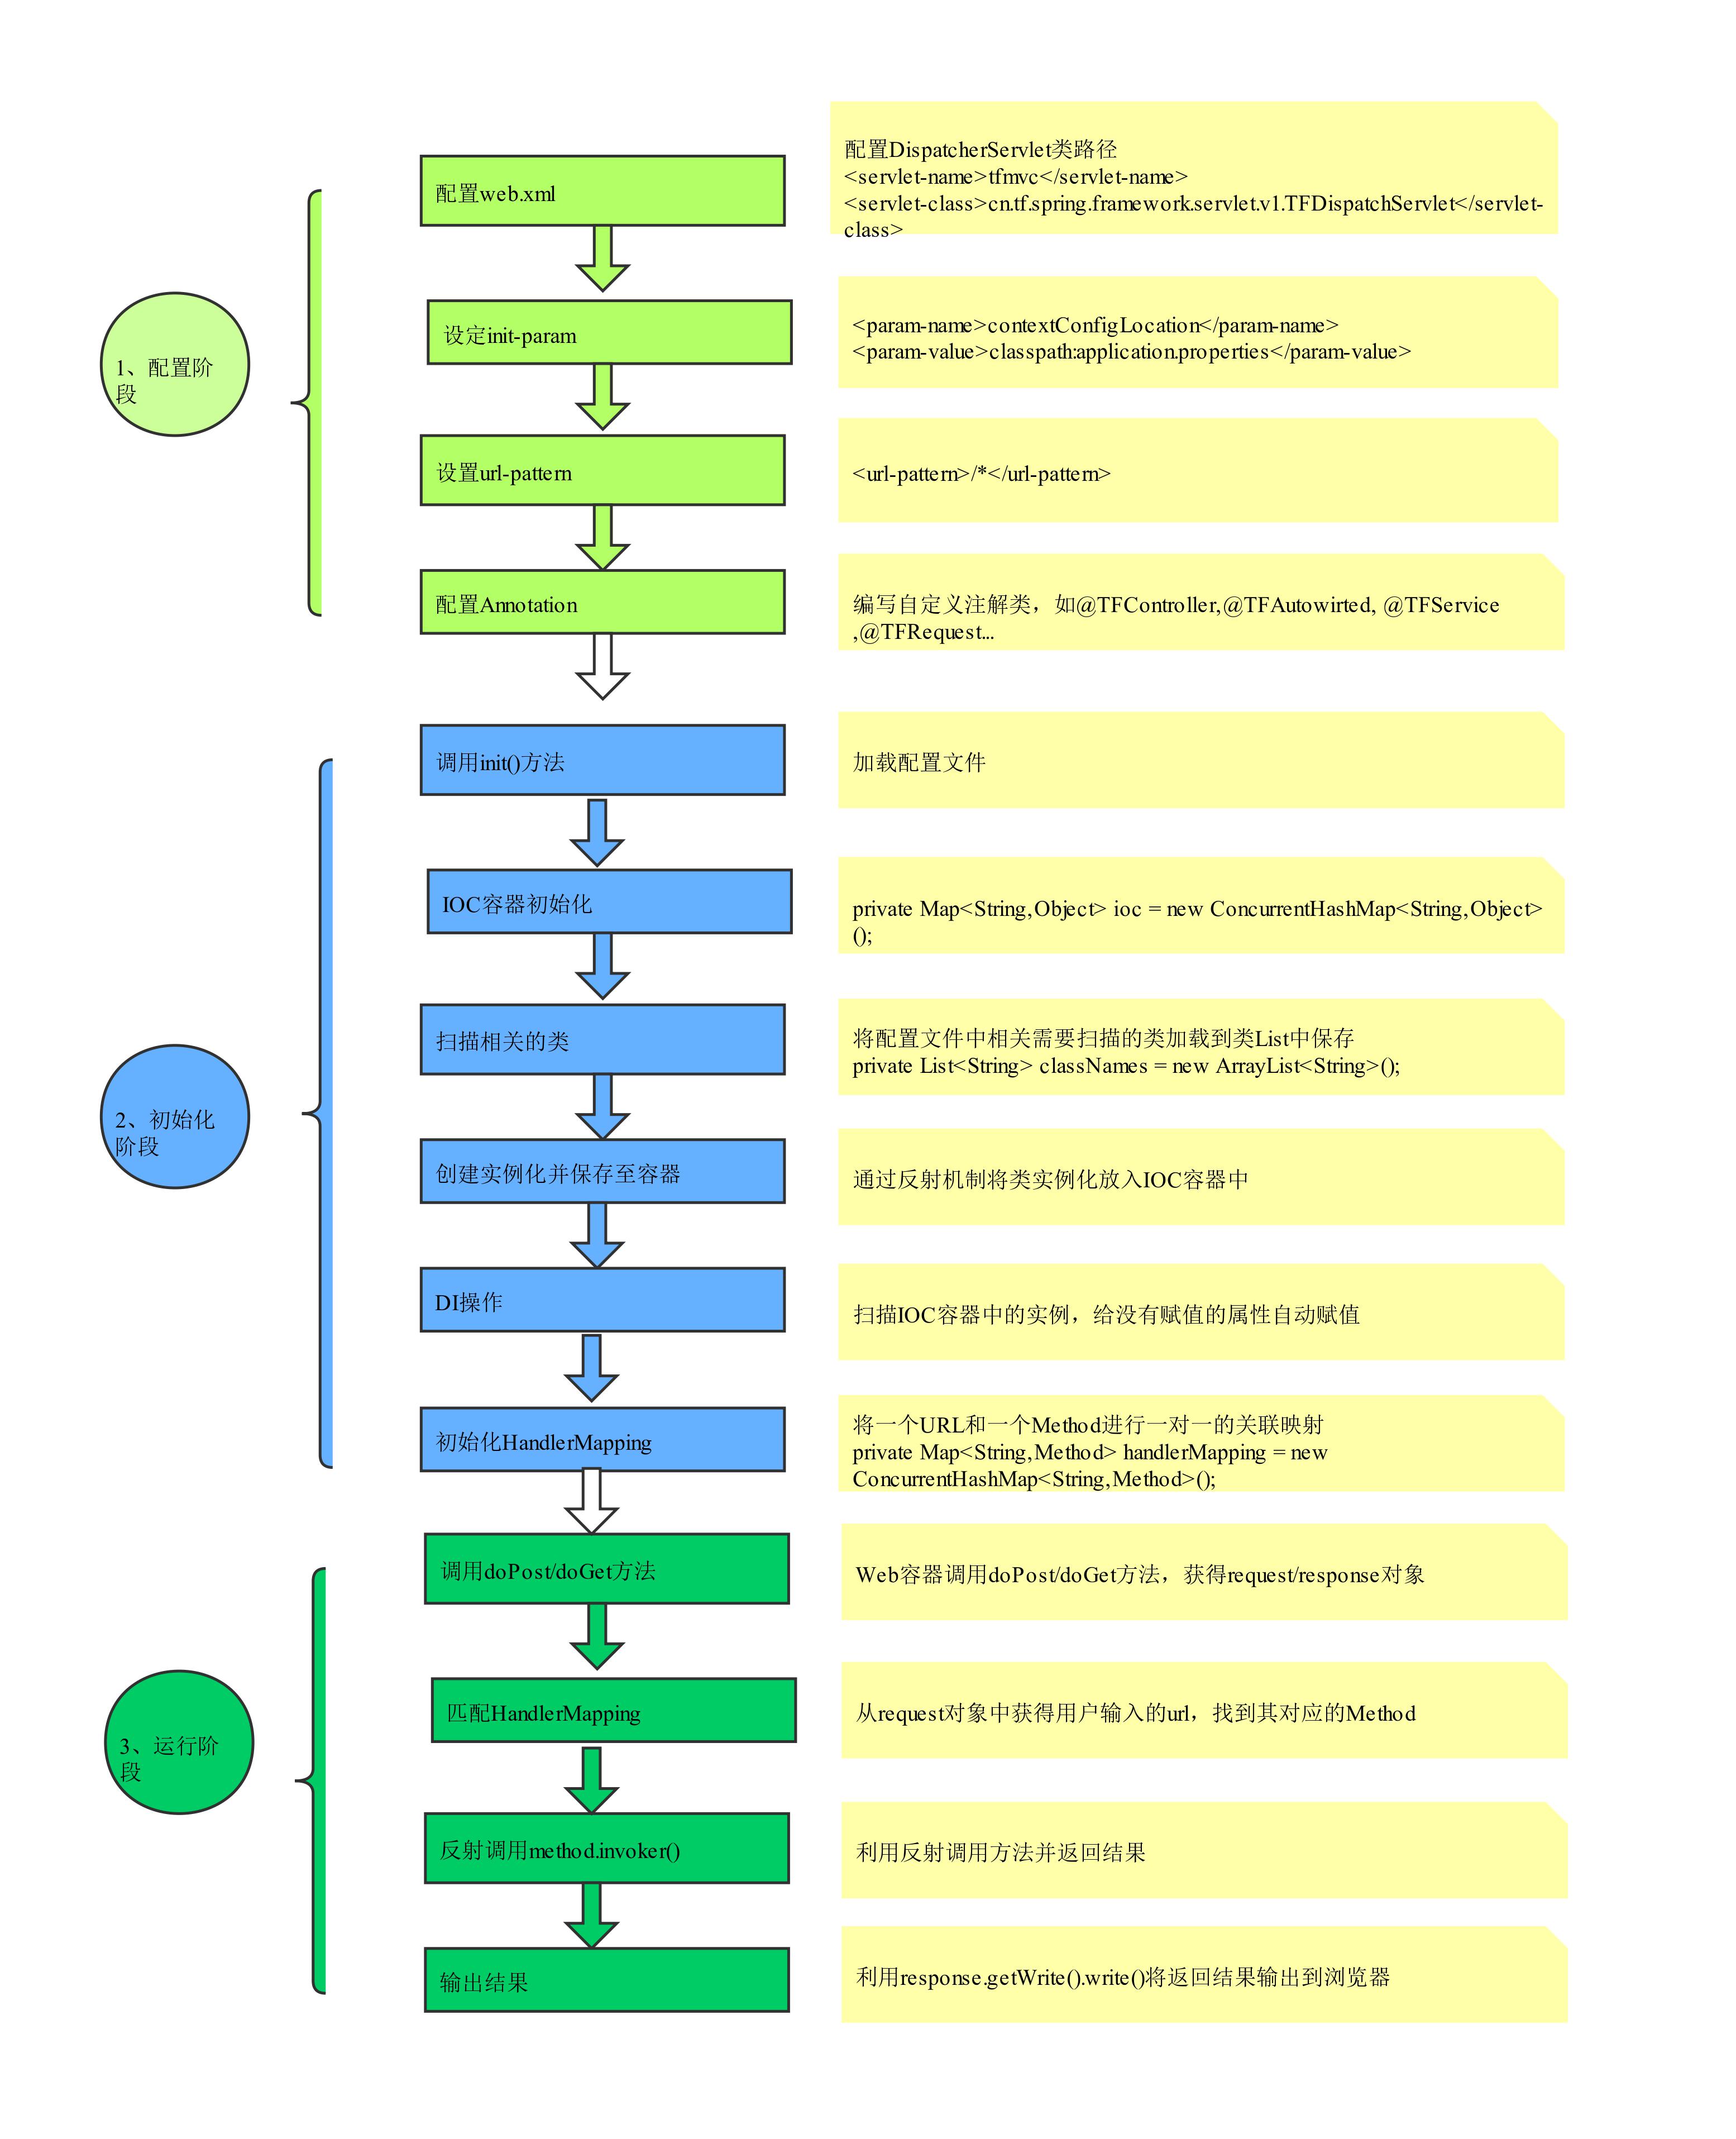 配置web.xml
配置DispatcherServlet类路径
<servlet-name>tfmvc</servlet-name>
<servlet-class>cn.tf.spring.framework.servlet.v1.TFDispatchServlet</servlet-
class>
1、配置阶
段
设定init-param
<param-name>contextConfigLocation</param-name>
<param-value>classpath:application.properties</param-value>
设置url-pattern
<url-pattern>/*</url-pattern>
配置Annotation
编写自定义注解类，如@TFController,@TFAutowirted, @TFService
,@TFRequest...
2、初始化
阶段
调用init()方法
加载配置文件
IOC容器初始化
private Map<String,Object> ioc = new ConcurrentHashMap<String,Object>
();
扫描相关的类
将配置文件中相关需要扫描的类加载到类List中保存
private List<String> classNames = new ArrayList<String>();
创建实例化并保存至容器
通过反射机制将类实例化放入IOC容器中
DI操作
扫描IOC容器中的实例，给没有赋值的属性自动赋值
初始化HandlerMapping
将一个URL和一个Method进行一对一的关联映射
private Map<String,Method> handlerMapping = new
ConcurrentHashMap<String,Method>();
3、运行阶
段
调用doPost/doGet方法
Web容器调用doPost/doGet方法，获得request/response对象
匹配HandlerMapping
从request对象中获得用户输入的url，找到其对应的Method
反射调用method.invoker()
利用反射调用方法并返回结果
输出结果
利用response.getWrite().write()将返回结果输出到浏览器